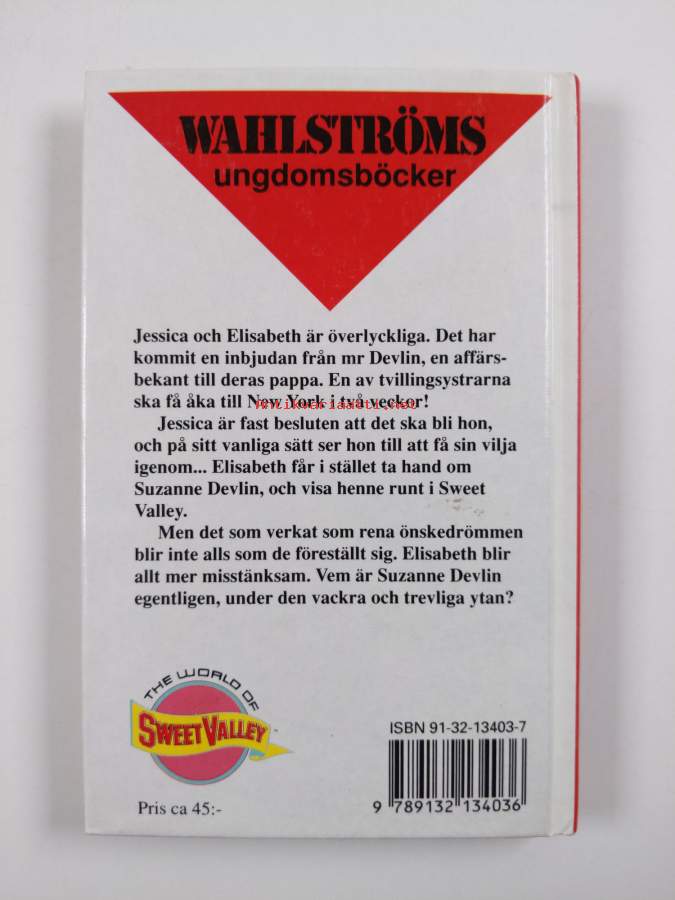 WAHLSTRÖMS
ungdomsböcker
Jessica och Elisabeth är överlyckliga. Det har
kommit en inbjudan från mr Devlin, en affärs-
bekant till deras pappa. En av tvillingsystrarna
ska få åka till New York i två veckor!
Antikvariaatti.net
Jessica är fast besluten att det ska bli hon,
och på sitt vanliga sätt ser hon till att få sin vilja
igenom... Elisabeth får i stället ta hand om
Suzanne Devlin, och visa henne runt i Sweet
Valley.
Men det som verkat som rena önskedrömmen
blir inte alls som de föreställt sig. Elisabeth blir
allt mer misstänksam. Vem är Suzanne Devlin
egentligen, under den vackra och trevliga ytan?
THE WORLD OF
SWEET VALLEY
™
Pris ca 45:-
ISBN 91-32-13403-7
9 789132 134036